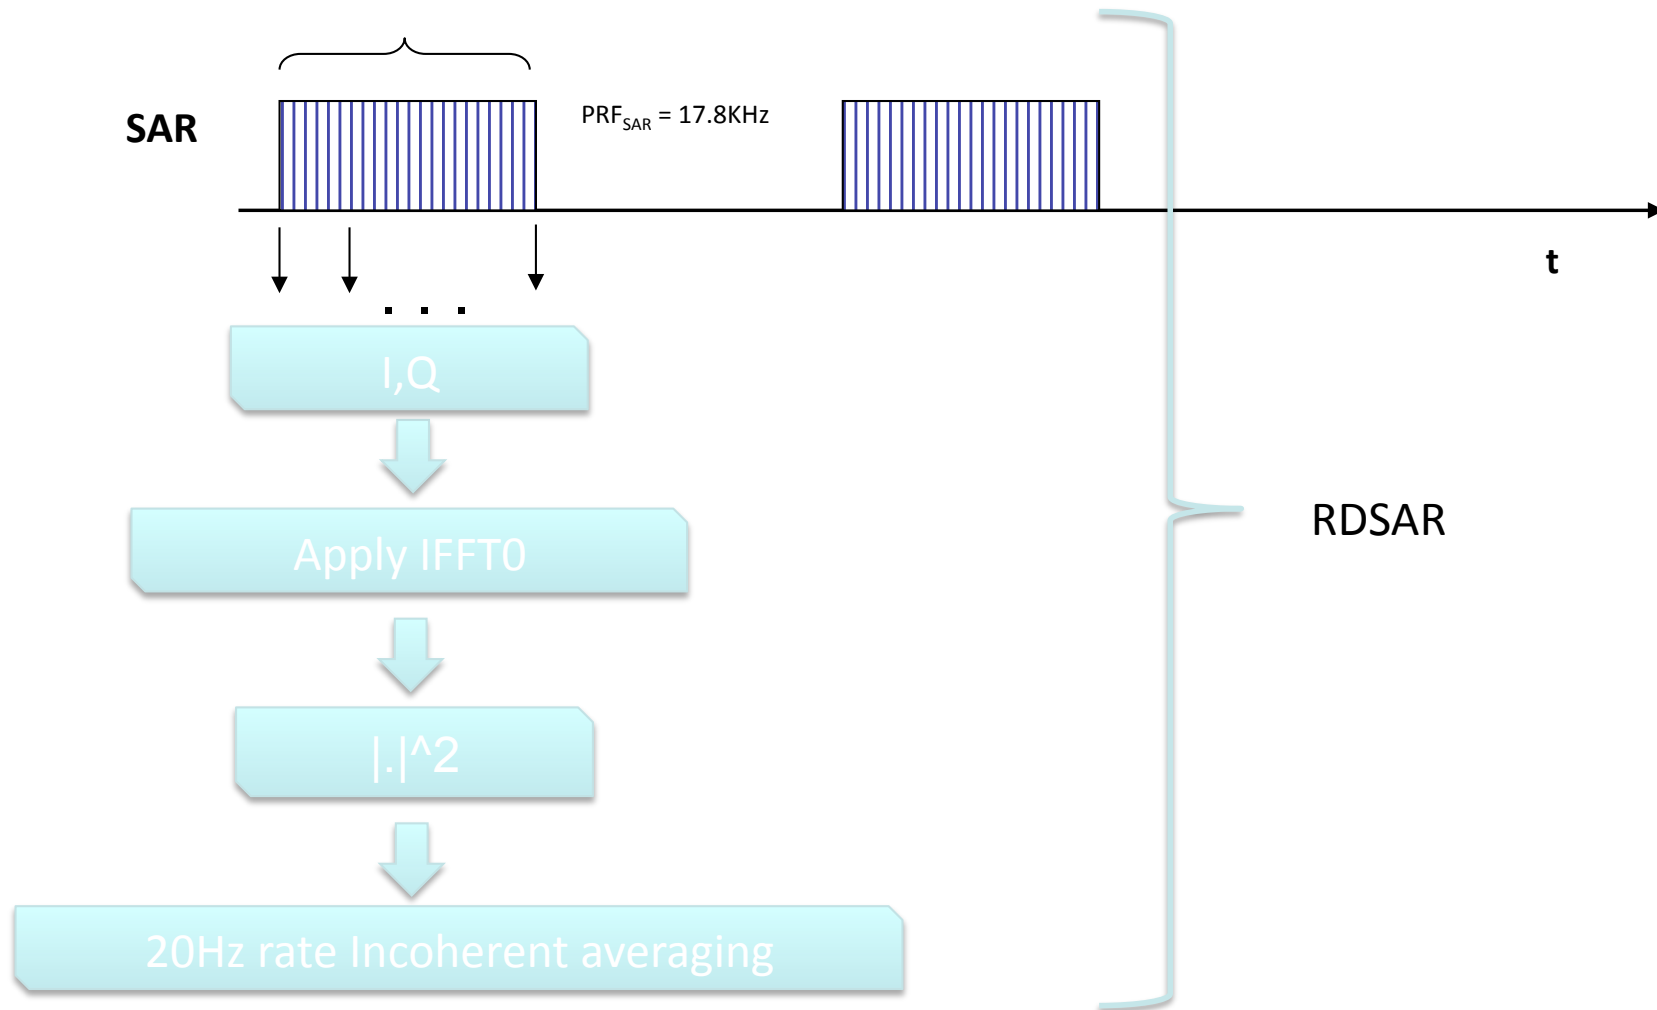 SAR
PRFSAR = 17.8KHz
t
. . .
I,Q
Apply IFFT0
RDSAR
|.|^2
20Hz rate Incoherent averaging